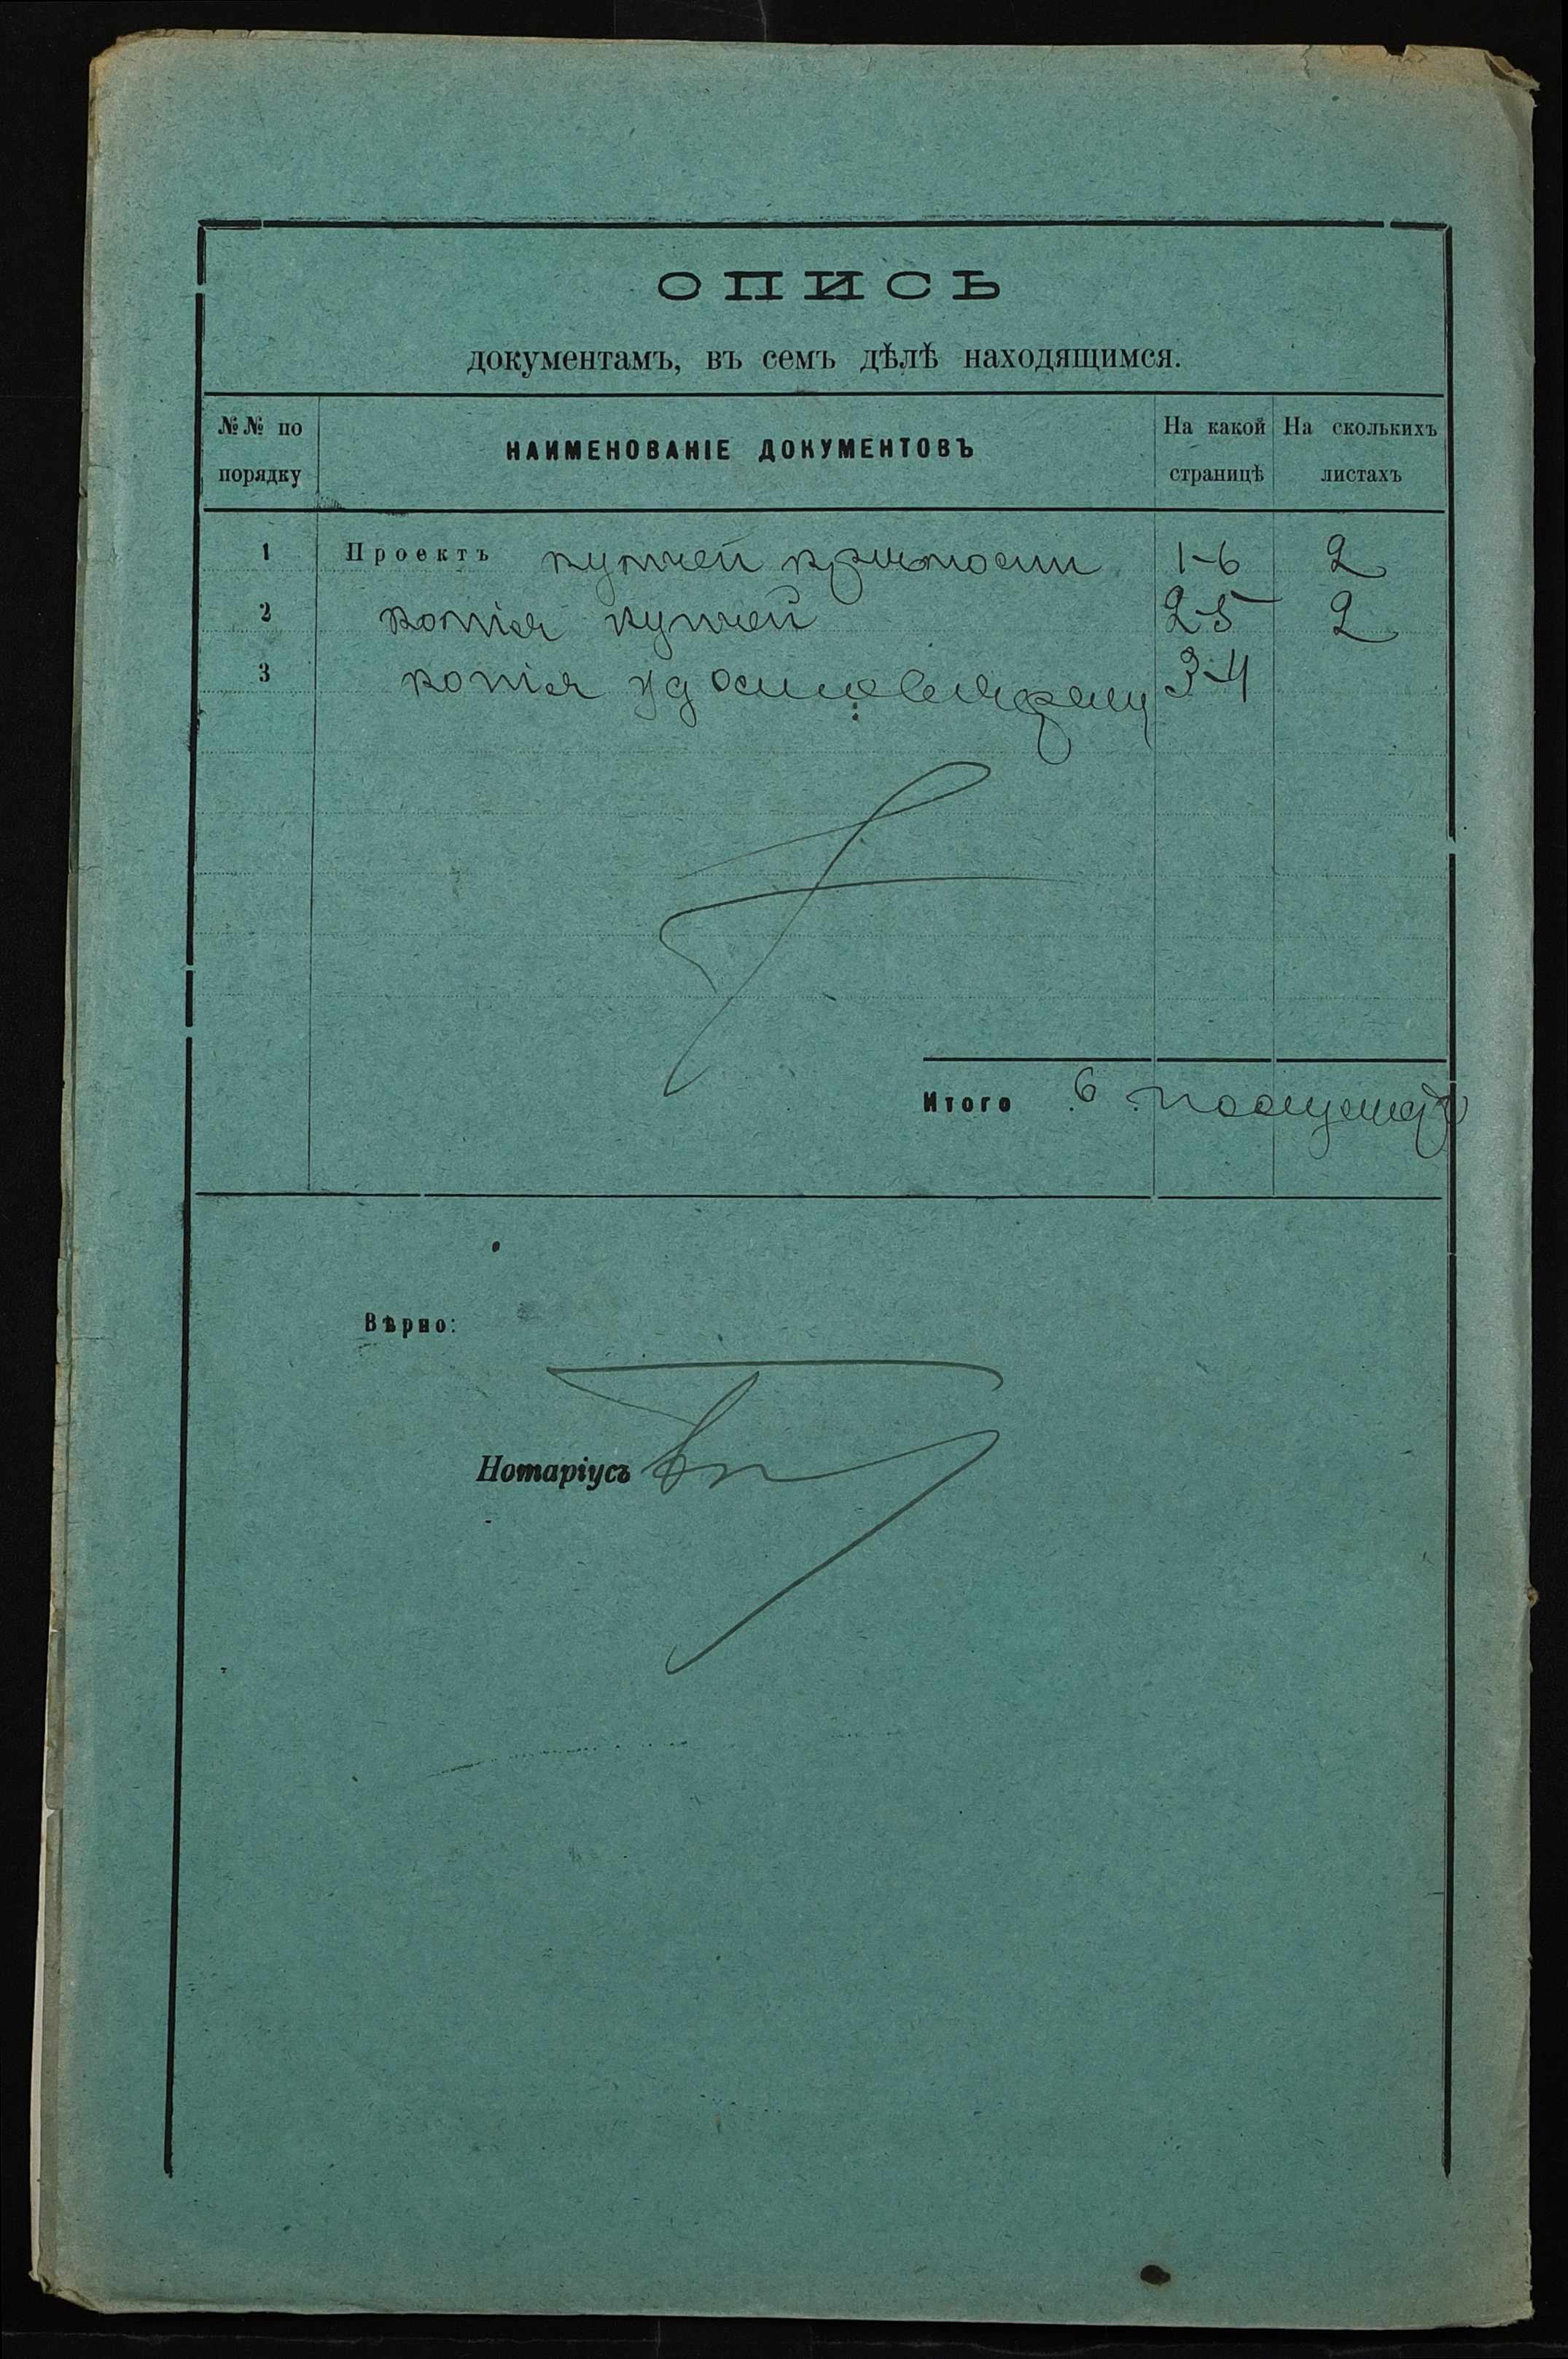 ОПИСЬ
документамъ, въ семъ дѣлѣ находящимся.
№№ по порядку
НАИМЕНОВАНІЕ ДОКУМЕНТОВЪ
На какой страницѣ
На сколькихъ листахъ
1 Проектъ купчей крѣпости 1-6 2
2 копія купчей 2-5 2
3 копія 3-4
Итого 6
Вѣрно:
Нотаріусъ